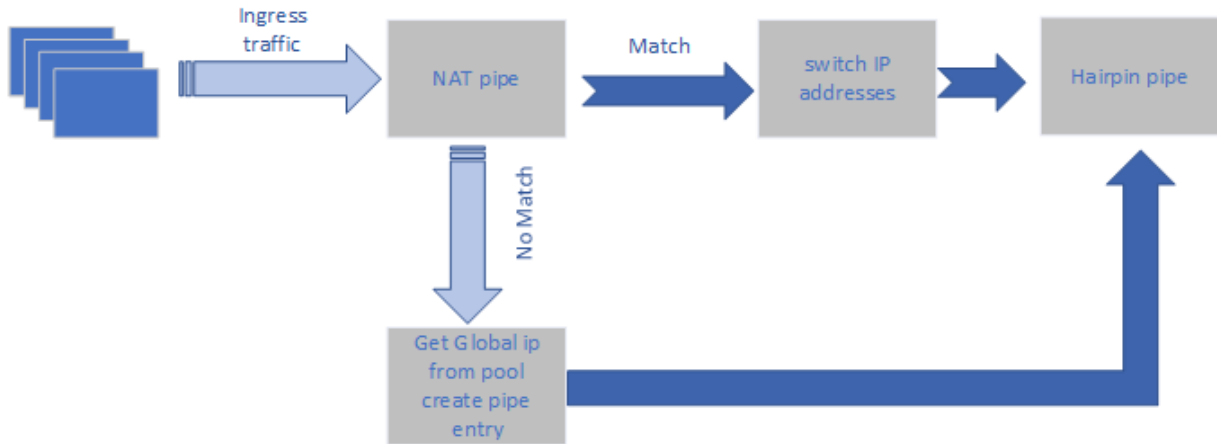 Ingress
traffic
NAT pipe
Match
switch IP
addresses
Hairpin pipe
No Match
Get Global ip
from pool
create pipe
entry